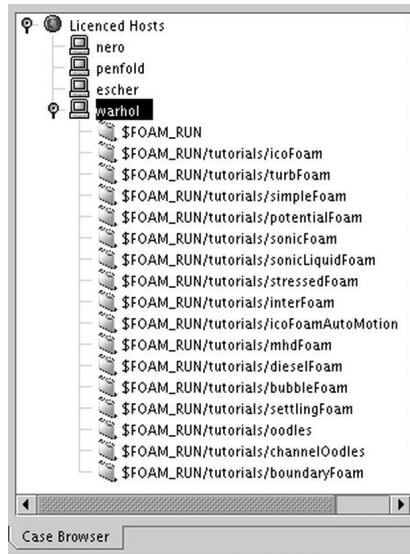 Licenced Hosts
nero
penfold
escher
warhol
$FOAM_RUN
$FOAM_RUN/tutorials/icoFoam
$FOAM_RUN/tutorials/turbFoam
$FOAM_RUN/tutorials/simpleFoam
$FOAM_RUN/tutorials/potentialFoam
$FOAM_RUN/tutorials/sonicFoam
$FOAM_RUN/tutorials/sonicLiquidFoam
$FOAM_RUN/tutorials/stressedFoam
$FOAM_RUN/tutorials/interFoam
$FOAM_RUN/tutorials/icoFoamAutoMotion
$FOAM_RUN/tutorials/mhdFoam
$FOAM_RUN/tutorials/dieselFoam
$FOAM_RUN/tutorials/bubbleFoam
$FOAM_RUN/tutorials/settlingFoam
$FOAM_RUN/tutorials/oodles
$FOAM_RUN/tutorials/channelOodles
$FOAM_RUN/tutorials/boundaryFoam
Case Browser